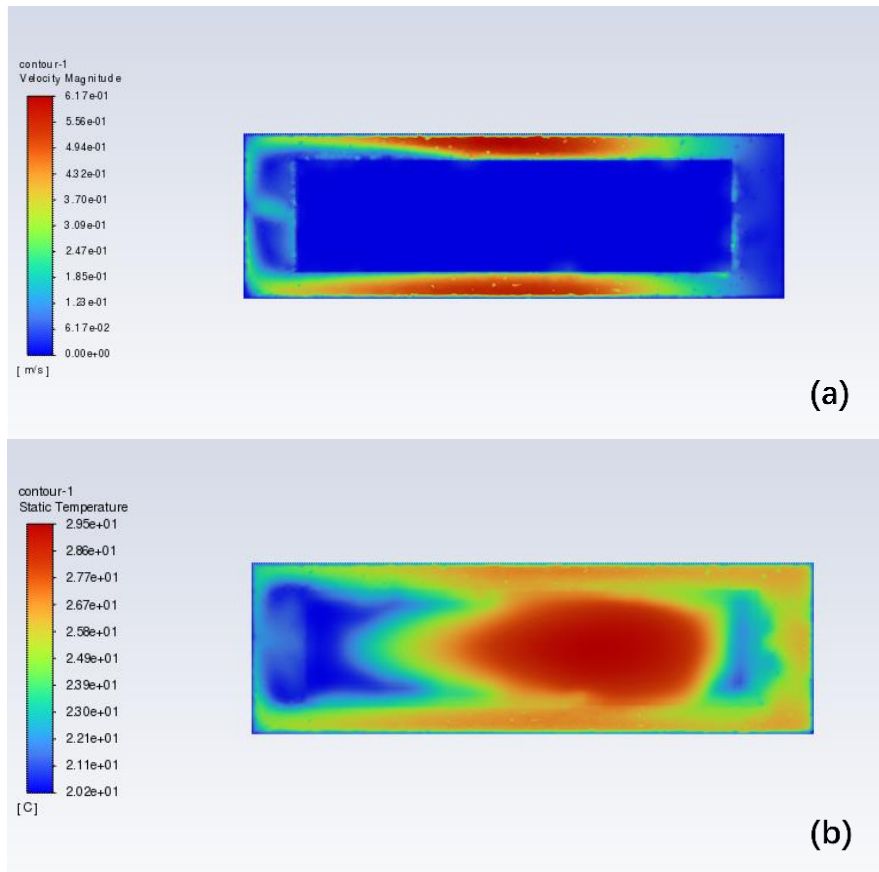 contour-1
Velocity Magnitude
6.17e-01
5.56e-01
4.94e-01
4.32e-01
3.70e-01
3.09e-01
2.47e-01
1.85e-01
1.23e-01
6.17e-02
0.00e+00
[ m/s ]
(a)
contour-1
Static Temperature
2.95e+01
2.86e+01
2.77e+01
2.67e+01
2.58e+01
2.49e+01
2.39e+01
2.30e+01
2.21e+01
2.11e+01
2.02e+01
[ C ]
(b)